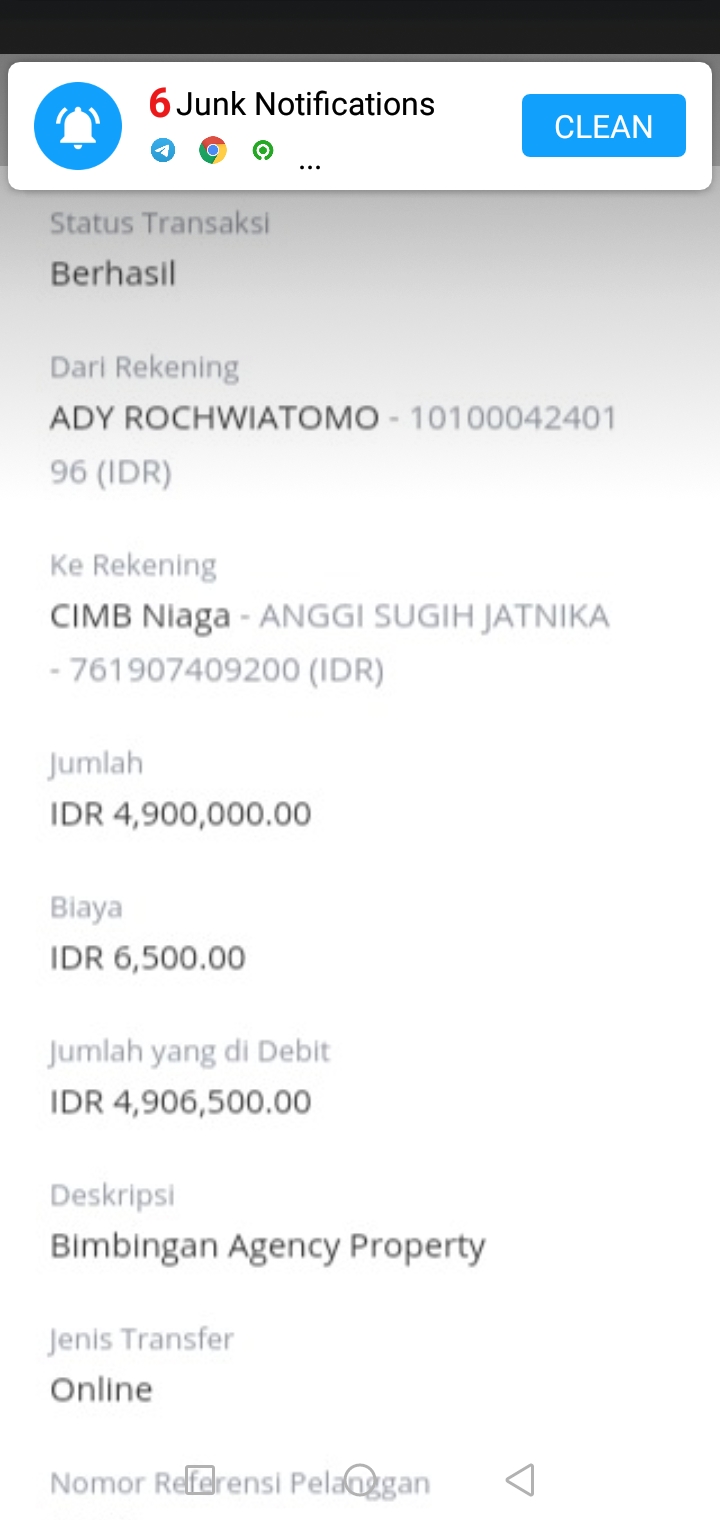 6 Junk Notifications
CLEAN
...
Status Transaksi
Berhasil
Dari Rekening
ADY ROCHWIATOMO - 10100042401
96 (IDR)
Ke Rekening
CIMB Niaga - ANGGI SUGIH JATNIKA
- 761907409200 (IDR)
Jumlah
IDR 4,900,000.00
Biaya
IDR 6,500.00
Jumlah yang di Debit
IDR 4,906,500.00
Deskripsi
Bimbingan Agency Property
Jenis Transfer
Online
Nomor Referensi Pelanggan